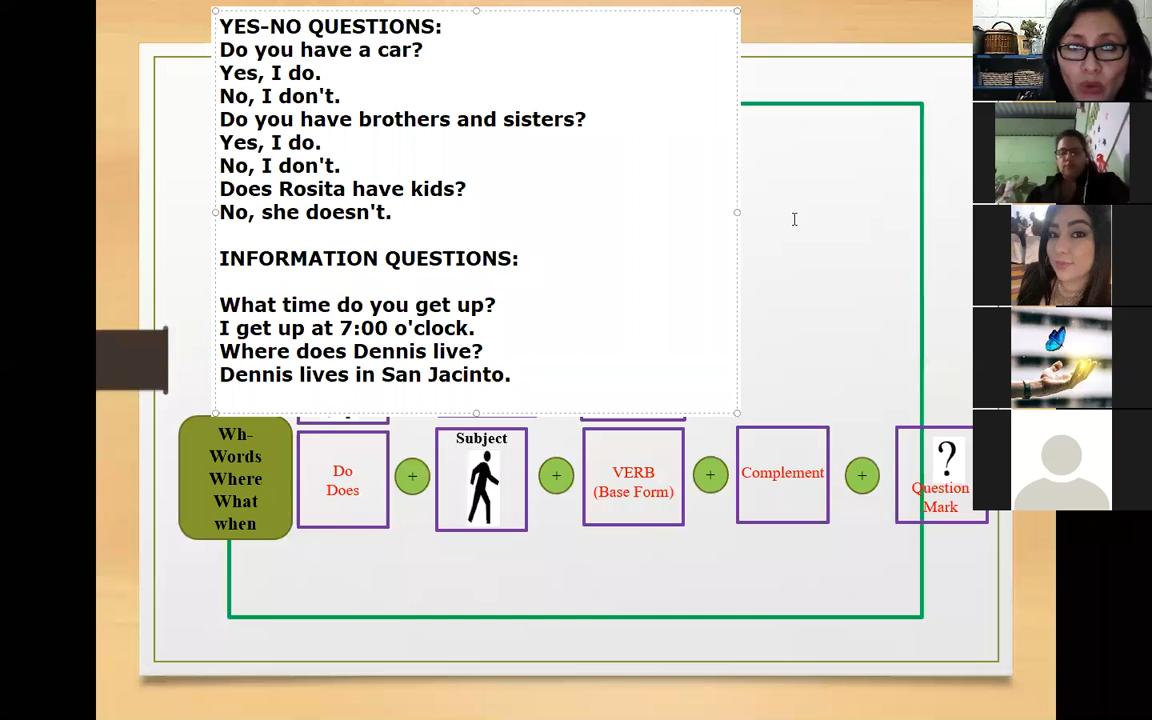 YES-NO QUESTIONS:
Do you have a car?
Yes, I do.
No, I don't.
Do you have brothers and sisters?
Yes, I do.
No, I don't.
Does Rosita have kids?
No, she doesn't.
INFORMATION QUESTIONS:
What time do you get up?
I get up at 7:00 o'clock.
Where does Dennis live?
Dennis lives in San Jacinto.
Wh-
Words
Where
What
when
Do
Does
+
Subject
+
VERB
(Base Form)
+
Complement
+
?
Question
Mark